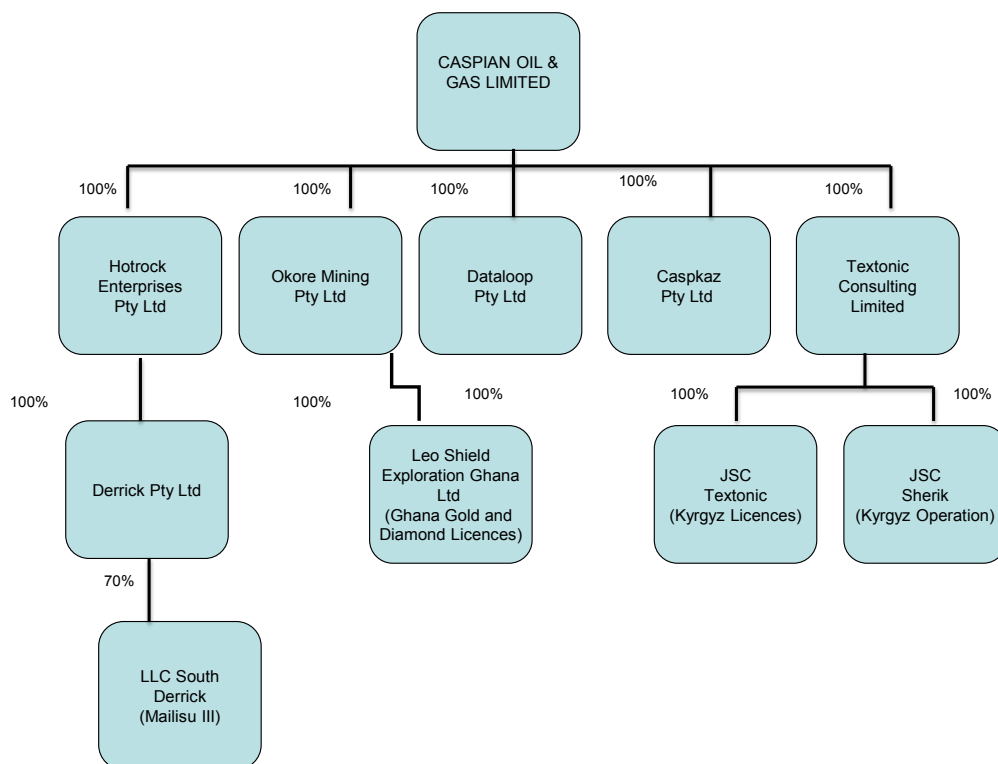 CASPIAN OIL &
GAS LIMITED
100%
100%
100%
100%
100%
Hotrock
Enterprises
Pty Ltd
Okore Mining
Pty Ltd
Dataloop
Pty Ltd
Caspkaz
Pty Ltd
Textonic
Consulting
Limited
100%
100%
100%
100%
100%
Derrick Pty Ltd
Leo Shield
Exploration Ghana
Ltd
(Ghana Gold and
Diamond Licences)
JSC
Textonic
(Kyrgyz Licences)
JSC
Sherik
(Kyrgyz Operation)
70%
LLC South
Derrick
(Mailisu III)